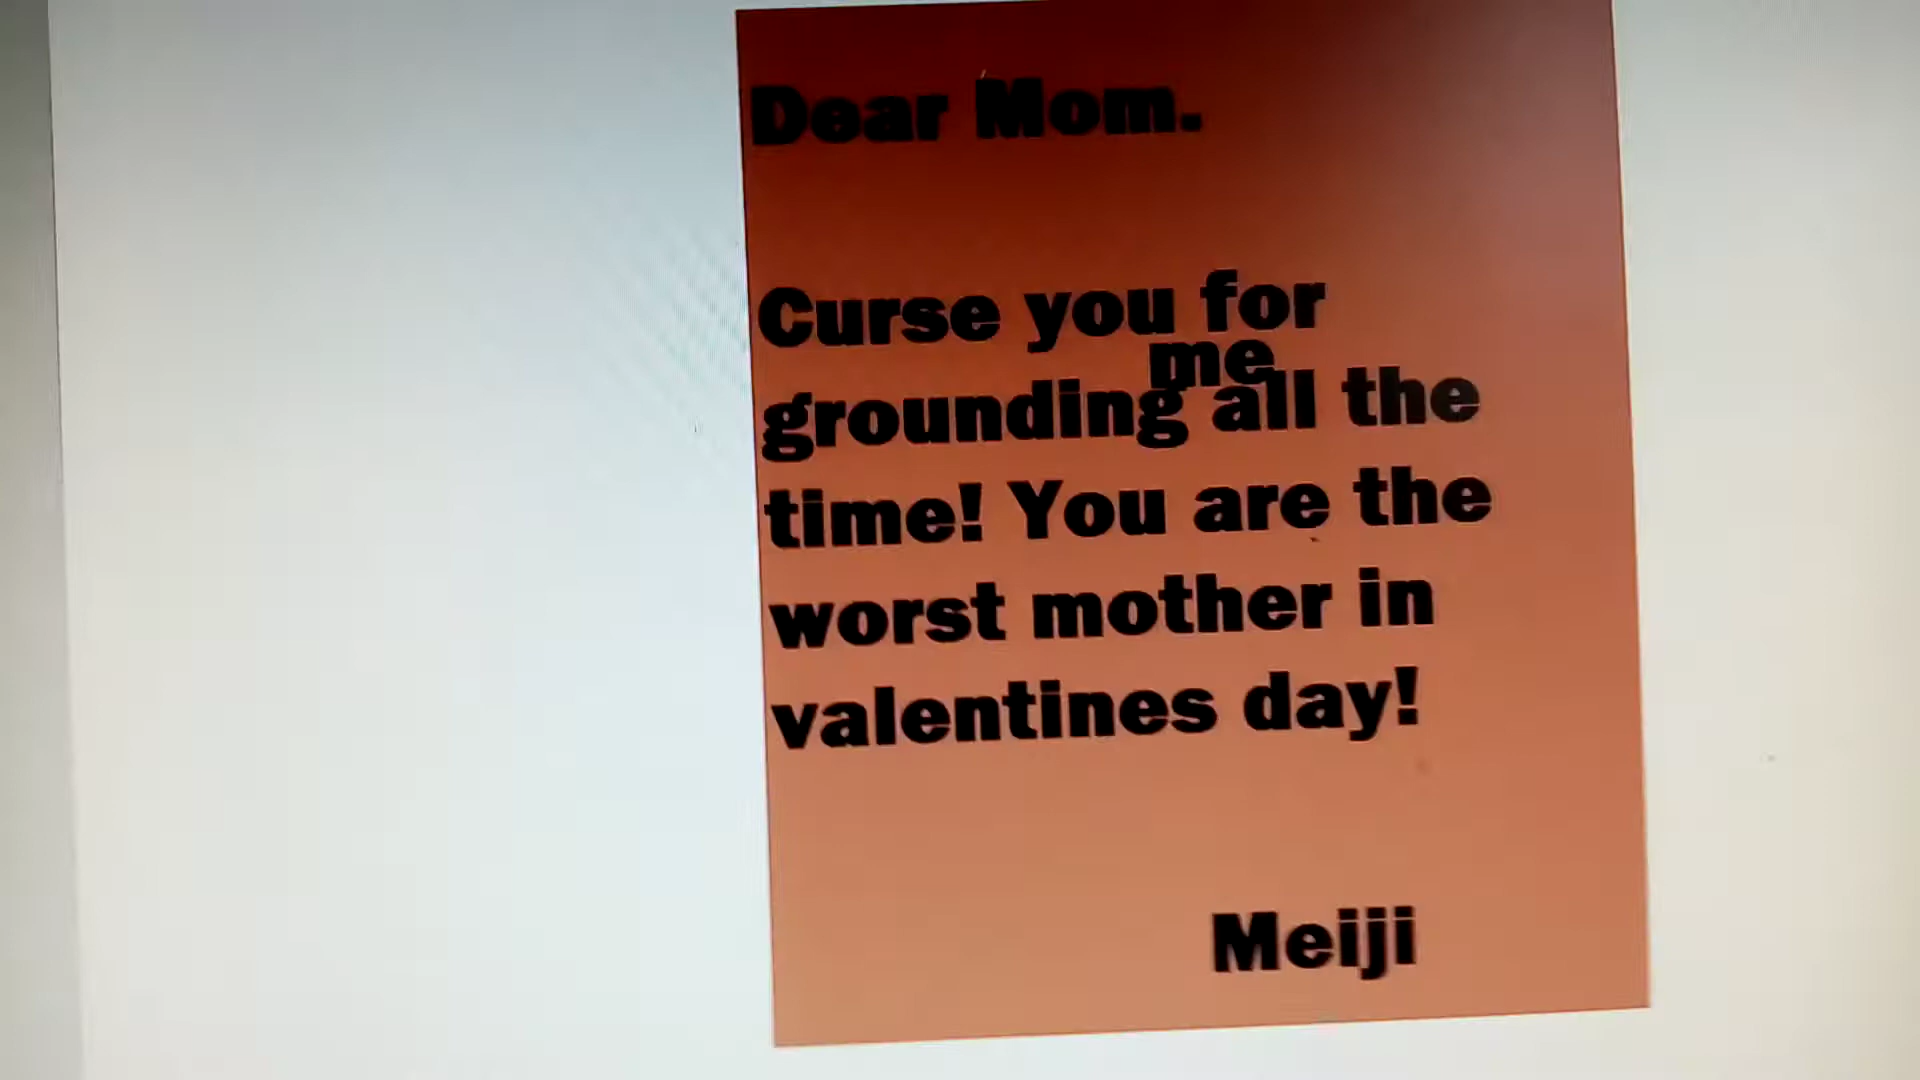 Dear Mom.
Curse you for
me
grounding all the
time! You are the
worst mother in
valentines day!
Meiji